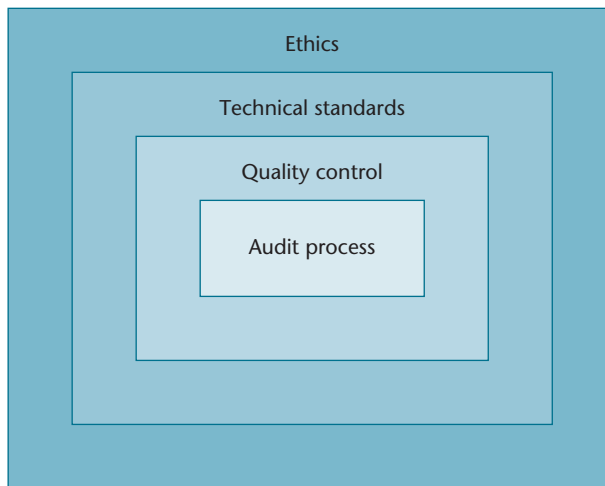 Ethics
Technical standards
Quality control
Audit process